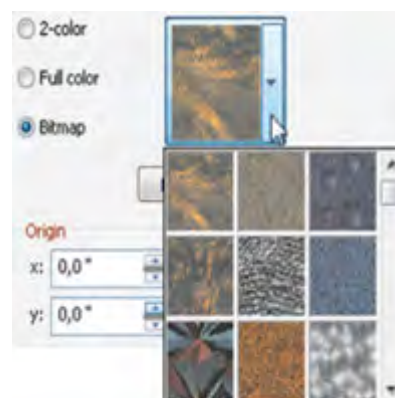 2-color
Full color
Bitmap
Origin
x: 0,0 "
y: 0,0 "